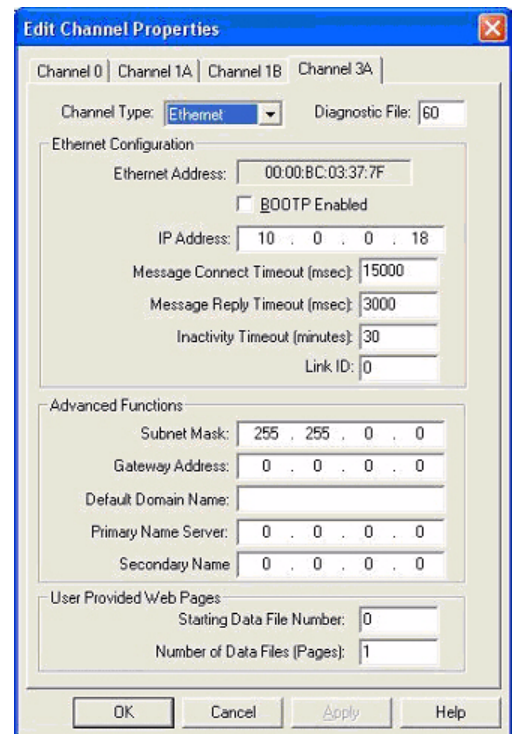 Edit Channel Properties
Channel 0 Channel 1A Channel 1B Channel 3A
Channel Type: Ethernet Diagnostic File: 60
Ethernet Configuration
Ethernet Address: 00:00:BC:03:37:7F
BOOTP Enabled
IP Address: 10 . 0 . 0 . 18
Message Connect Timeout (msec): 15000
Message Reply Timeout (msec): 3000
Inactivity Timeout (minutes): 30
Link ID: 0
Advanced Functions
Subnet Mask: 255 . 255 . 0 . 0
Gateway Address: 0 . 0 . 0 . 0
Default Domain Name:
Primary Name Server: 0 . 0 . 0 . 0
Secondary Name 0 . 0 . 0 . 0
User Provided Web Pages
Starting Data File Number: 0
Number of Data Files (Pages): 1
OK Cancel Apply Help